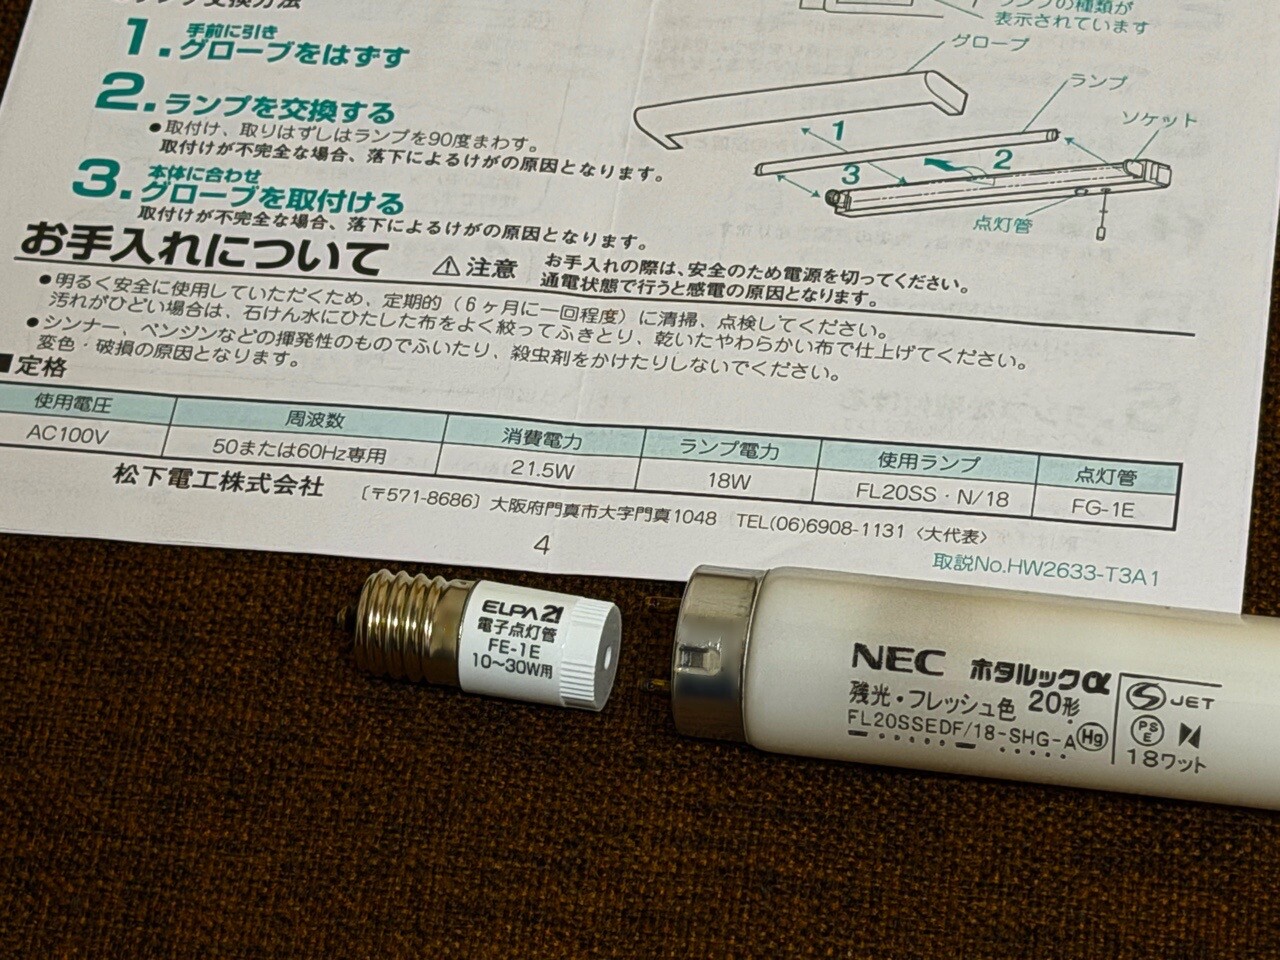 ランプ交換方法
1. 手前に引き
グローブをはずす
2. ランプを交換する
●取付け、取りはずしはランプを90度まわす。
取付けが不完全な場合、落下によるけがの原因となります。
3. 本体に合わせ
グローブを取付ける
取付けが不完全な場合、落下によるけがの原因となります。
ランプの種類が
表示されています
グローブ
ランプ
ソケット
1
2
3
点灯管
お手入れについて
⚠注意
お手入れの際は、安全のため電源を切ってください。
通電状態で行うと感電の原因となります。
●明るく安全に使用していただくため、定期的（6ヶ月に一回程度）に清掃、点検してください。
汚れがひどい場合は、石けん水にひたした布をよく絞ってふきとり、乾いたやわらかい布で仕上げてください。
●シンナー、ベンジンなどの揮発性のものでふいたり、殺虫剤をかけたりしないでください。
変色・破損の原因となります。
■定格
使用電圧 周波数 消費電力 ランプ電力 使用ランプ 点灯管
AC100V 50または60Hz専用 21.5W 18W FL20SS・N/18 FG-1E
松下電工株式会社 〔〒571-8686〕大阪府門真市大字門真1048 TEL(06)6908-1131〈大代表〉
4
取説No.HW2633-T3A1
ELPA21
電子点灯管
FE-1E
10〜30W用
NEC ホタルックα
残光・フレッシュ色 20形
FL20SSEDF/18-SHG-A Hg
JET
PS
E
18ワット